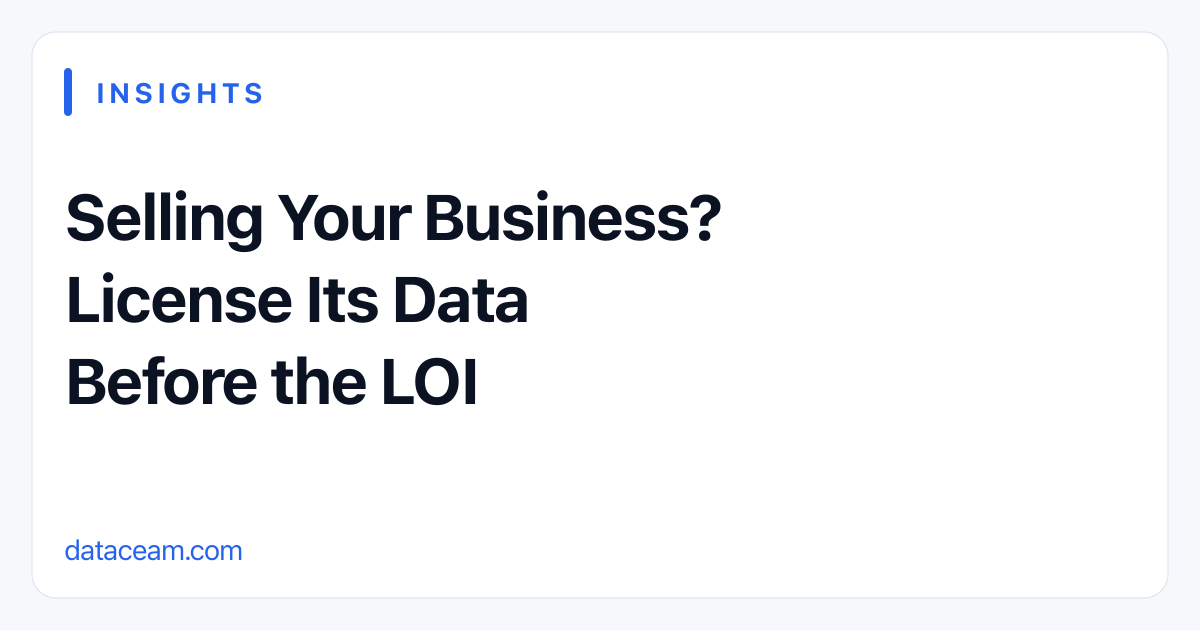 INSIGHTS
Selling Your Business?
License Its Data
Before the LOI
dataceam.com